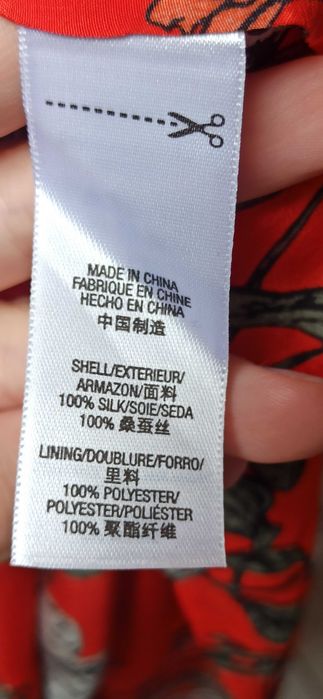 MADE IN CHINA
FABRIQUE EN CHINE
HECHO EN CHINA
中国制造
SHELL/EXTERIEUR/
ARMAZON/面料
100% SILK/SOIE/SEDA
100% 桑蚕丝
LINING/DOUBLURE/FORRO/
里料
100% POLYESTER/
POLYESTER/POLIÉSTER
100% 聚酯纤维